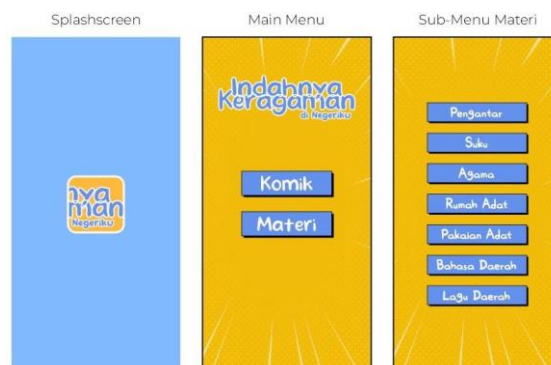 Splashscreen
nya
man
Negeriku
Main Menu
Indahnya
Keragaman
di Negeriku
Komik
Materi
Sub-Menu Materi
Pengantar
Suku
Agama
Rumah Adat
Pakaian Adat
Bahasa Daerah
Lagu Daerah